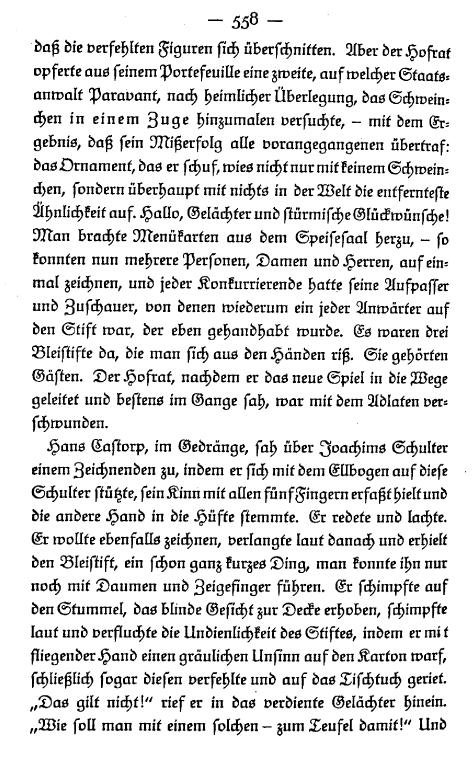 — 558 —
daß die verfehlten Figuren sich überschnitten. Aber der Hofrat
opferte aus seinem Portefeuille eine zweite, auf welcher Staats-
anwalt Paravant, nach heimlicher Überlegung, das Schwein-
chen in einem Zuge hinzumalen versuchte, – mit dem Er-
gebnis, daß sein Mißerfolg alle vorangegangenen übertraf:
das Ornament, das er schuf, wies nicht nur mit keinem Schwein-
chen, sondern überhaupt mit nichts in der Welt die entfernteste
Ähnlichkeit auf. Hallo, Gelächter und stürmische Glückwünsche!
Man brachte Menükarten aus dem Speisesaal herzu, – so
konnten nun mehrere Personen, Damen und Herren, auf ein-
mal zeichnen, und jeder Konkurrierende hatte seine Aufpasser
und Zuschauer, von denen wiederum ein jeder Anwärter auf
den Stift war, der eben gehandhabt wurde. Es waren drei
Bleistifte da, die man sich aus den Händen riß. Sie gehörten
Gästen. Der Hofrat, nachdem er das neue Spiel in die Wege
geleitet und bestens im Gange sah, war mit dem Adlaten ver-
schwunden.
Hans Castorp, im Gedränge, sah über Joachims Schulter
einem Zeichnenden zu, indem er sich mit dem Ellbogen auf diese
Schulter stützte, sein Kinn mit allen fünf Fingern erfaßt hielt und
die andere Hand in die Hüfte stemmte. Er redete und lachte.
Er wollte ebenfalls zeichnen, verlangte laut danach und erhielt
den Bleistift, ein schon ganz kurzes Ding, man konnte ihn nur
noch mit Daumen und Zeigefinger führen. Er schimpfte auf
den Stummel, das blinde Gesicht zur Decke erhoben, schimpfte
laut und verfluchte die Undienlichkeit des Stiftes, indem er mit
fliegender Hand einen gräulichen Unsinn auf den Karton warf,
schließlich sogar diesen verfehlte und auf das Tischtuch geriet.
„Das gilt nicht!“ rief er in das verdiente Gelächter hinein.
„Wie soll man mit einem solchen – zum Teufel damit!“ Und